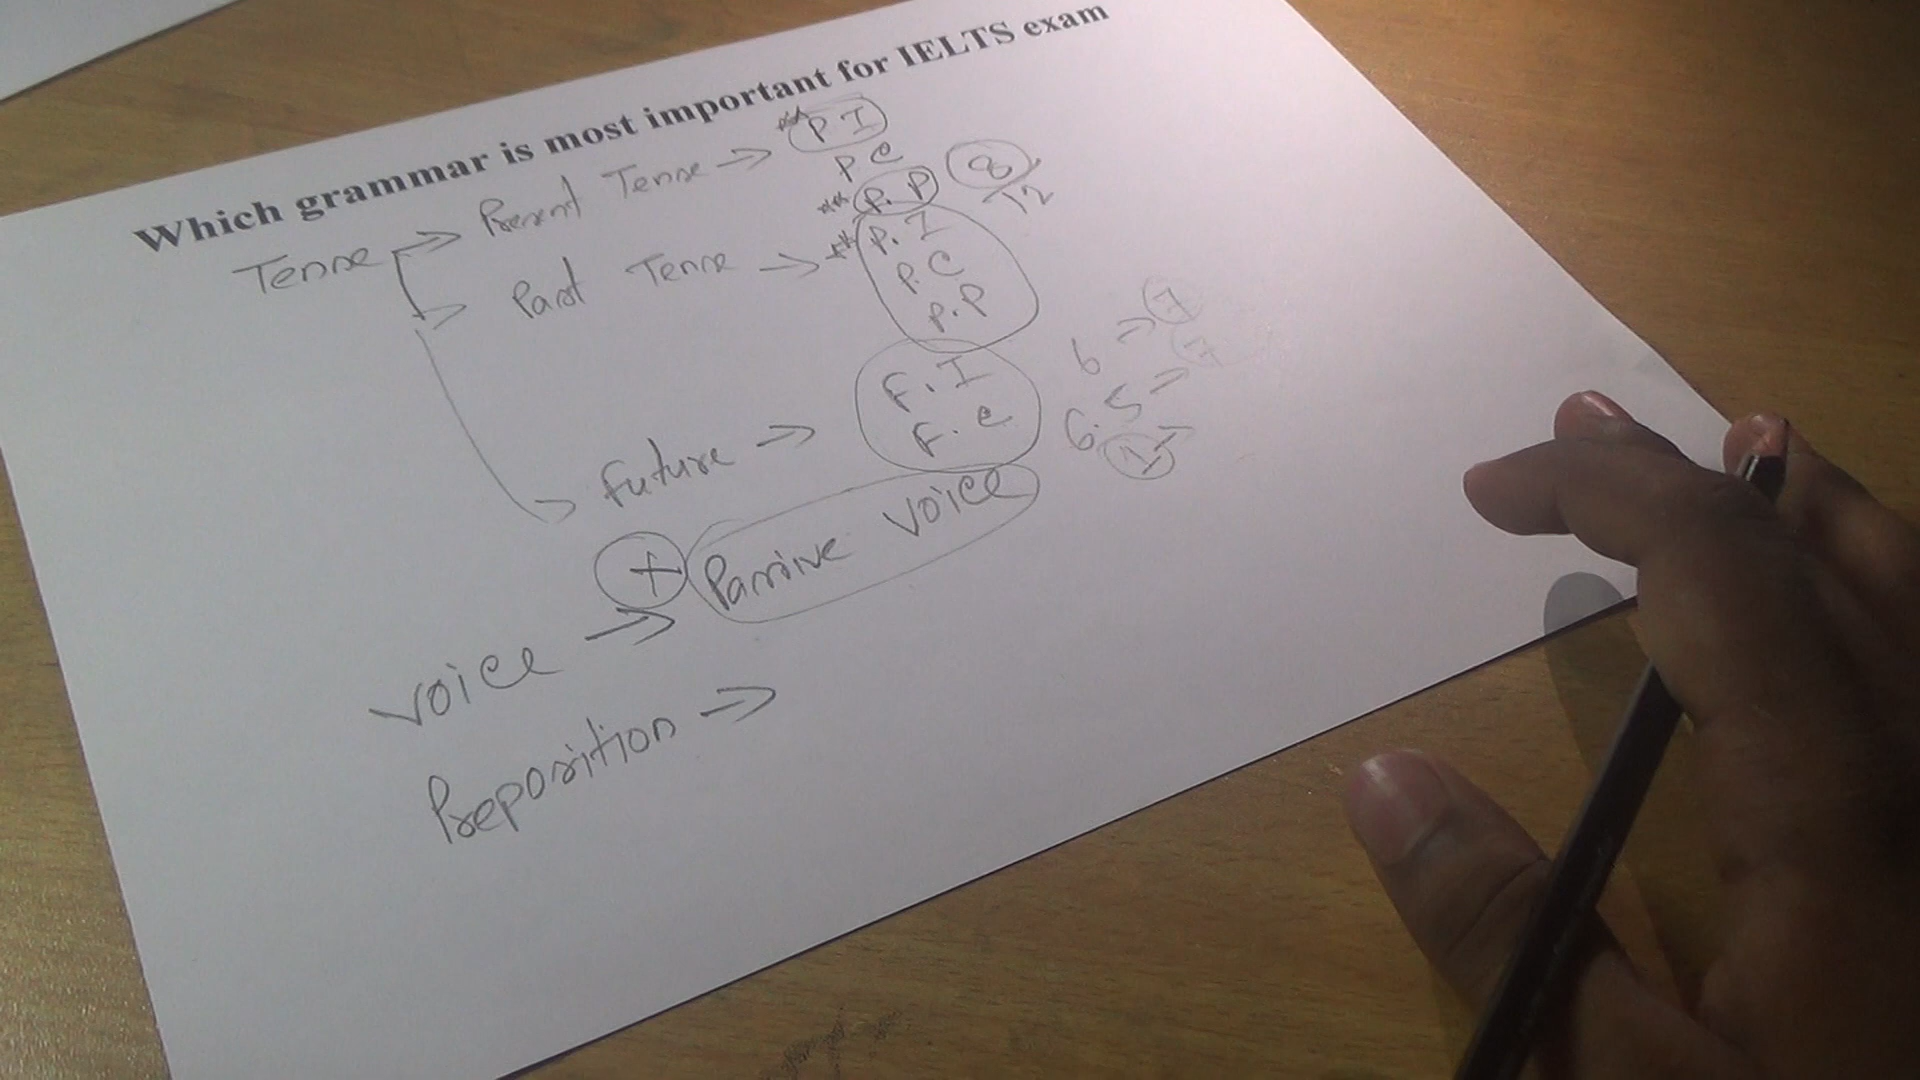 Which grammar is most important for IELTS exam
Tense → Present Tense → ** P I
P C
** P. P 8/12
→ Past Tense → ** P. I
P. C
P. P
→ Future → F. I
F. C
6 → 7
6.5 →
+
Voice → Passive Voice
Preposition →